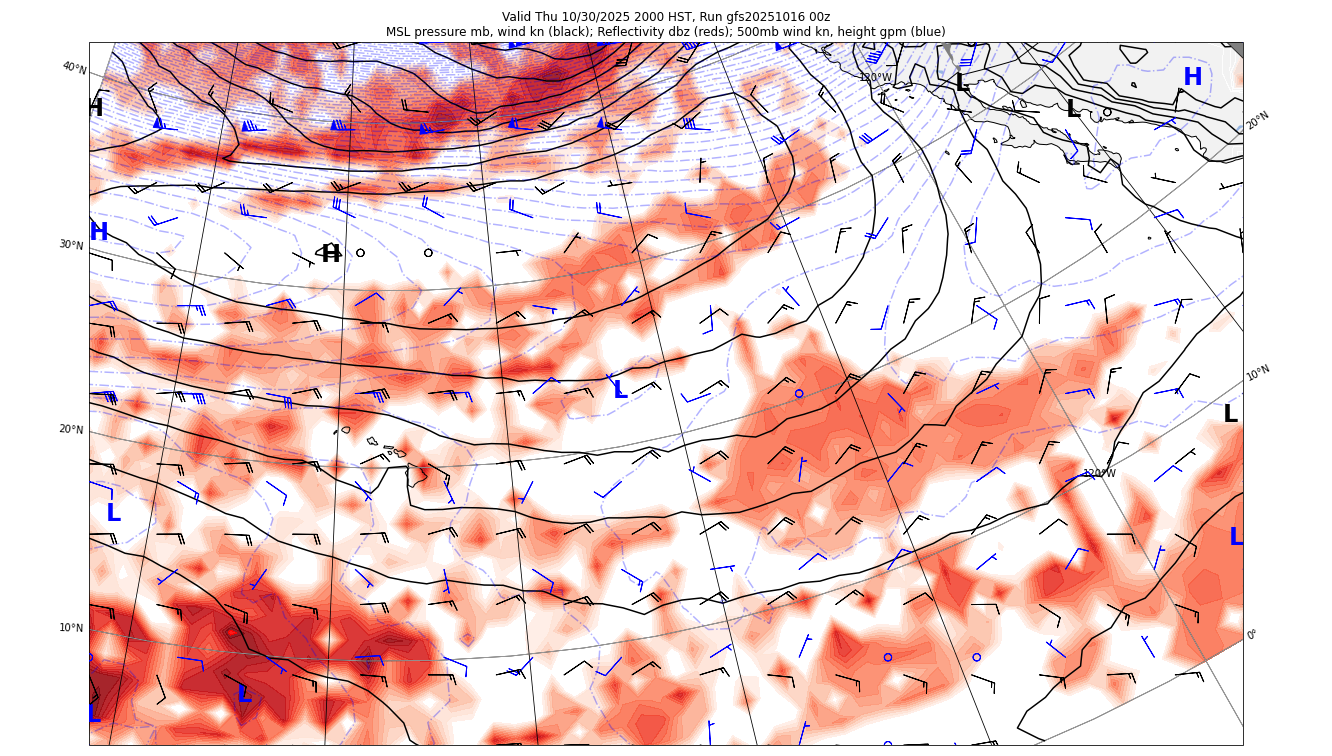 Valid Thu 10/30/2025 2000 HST, Run gfs20251016 00z
MSL pressure mb, wind kn (black); Reflectivity dbz (reds); 500mb wind kn, height gpm (blue)
40°N
120°W
L
H
H
L
20°N
H
H
30°N
H
L
10°N
L
20°N
120°W
L
L
10°N
0°
L
L